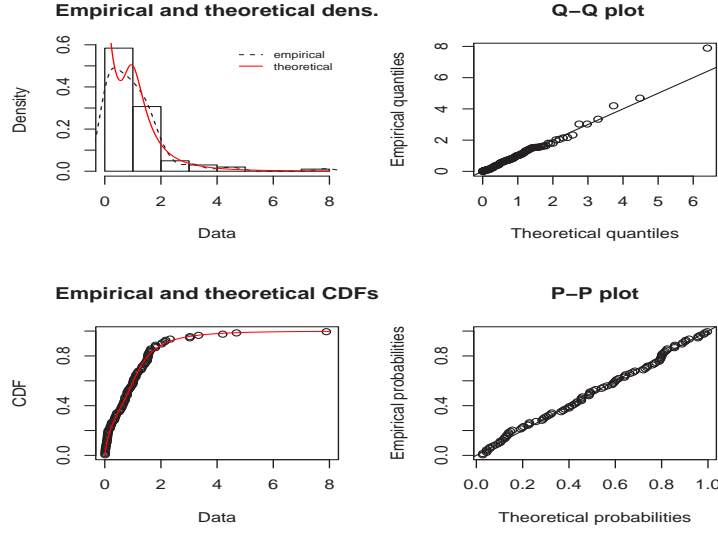 Empirical and theoretical dens.
Density
0.0 0.2 0.4 0.6
empirical
theoretical
0 2 4 6 8
Data
Q−Q plot
Empirical quantiles
0 2 4 6 8
0 1 2 3 4 5 6
Theoretical quantiles
Empirical and theoretical CDFs
CDF
0.0 0.4 0.8
0 2 4 6 8
Data
P−P plot
Empirical probabilities
0.0 0.4 0.8
0.0 0.2 0.4 0.6 0.8 1.0
Theoretical probabilities